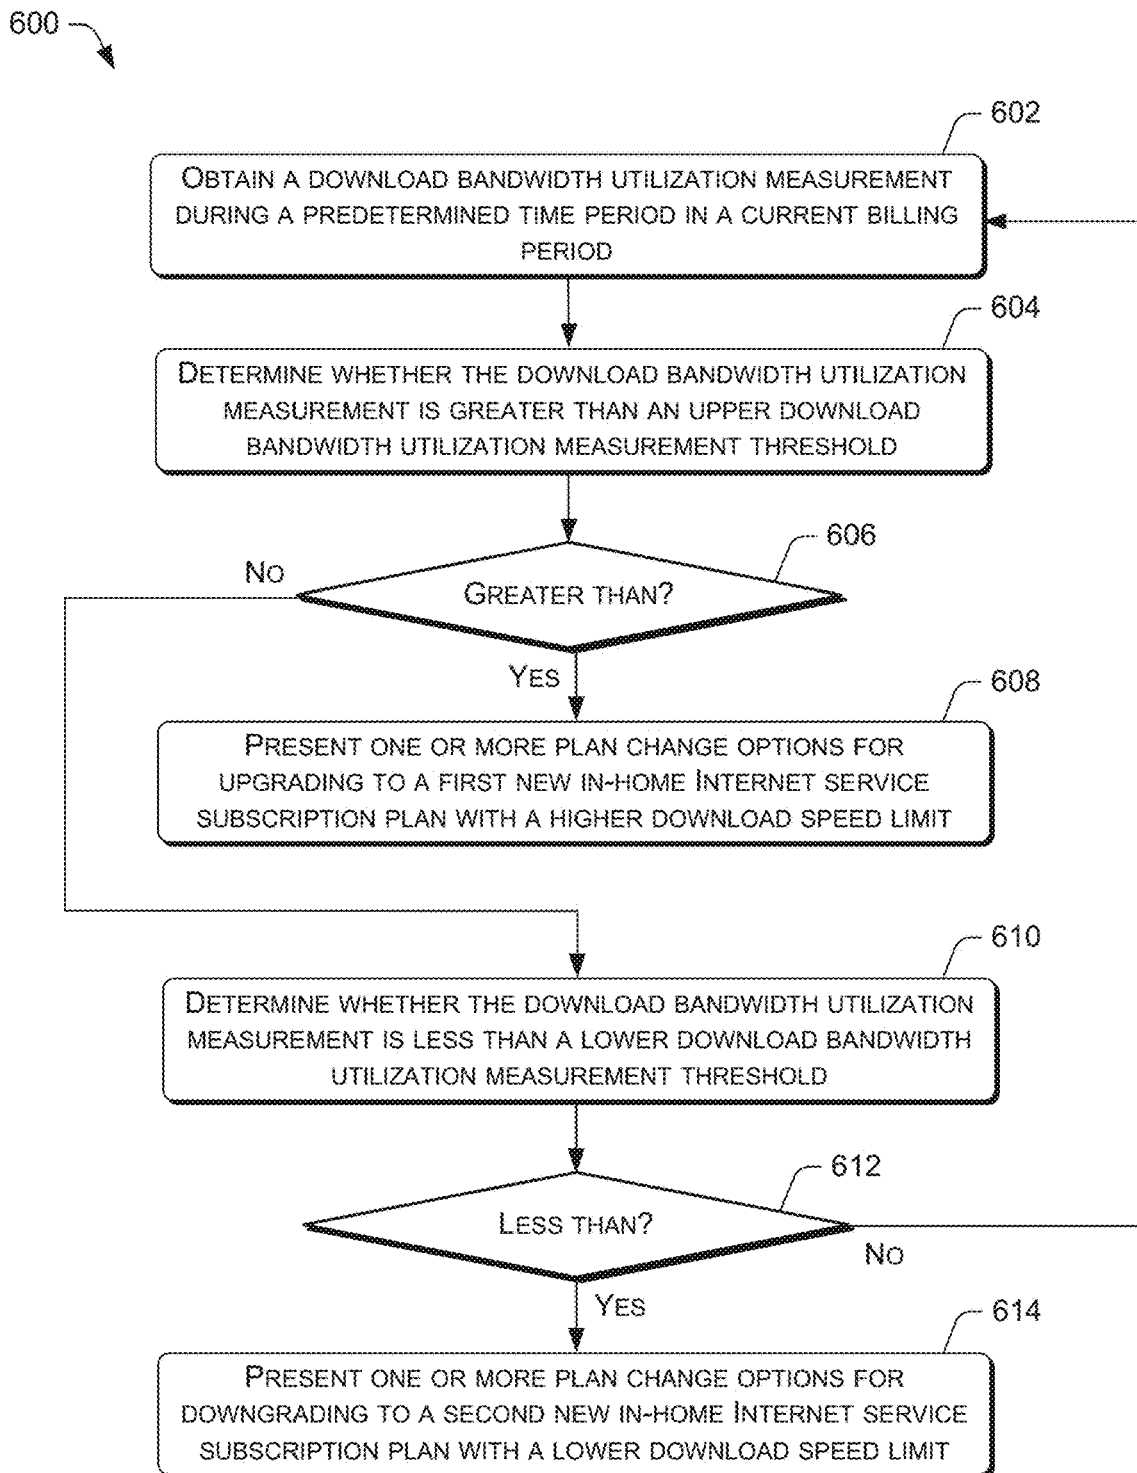 600
602
OBTAIN A DOWNLOAD BANDWIDTH UTILIZATION MEASUREMENT
DURING A PREDETERMINED TIME PERIOD IN A CURRENT BILLING
PERIOD
604
DETERMINE WHETHER THE DOWNLOAD BANDWIDTH UTILIZATION
MEASUREMENT IS GREATER THAN AN UPPER DOWNLOAD
BANDWIDTH UTILIZATION MEASUREMENT THRESHOLD
606
NO
GREATER THAN?
YES
608
PRESENT ONE OR MORE PLAN CHANGE OPTIONS FOR
UPGRADING TO A FIRST NEW IN-HOME INTERNET SERVICE
SUBSCRIPTION PLAN WITH A HIGHER DOWNLOAD SPEED LIMIT
610
DETERMINE WHETHER THE DOWNLOAD BANDWIDTH UTILIZATION
MEASUREMENT IS LESS THAN A LOWER DOWNLOAD BANDWIDTH
UTILIZATION MEASUREMENT THRESHOLD
612
LESS THAN?
NO
YES
614
PRESENT ONE OR MORE PLAN CHANGE OPTIONS FOR
DOWNGRADING TO A SECOND NEW IN-HOME INTERNET SERVICE
SUBSCRIPTION PLAN WITH A LOWER DOWNLOAD SPEED LIMIT